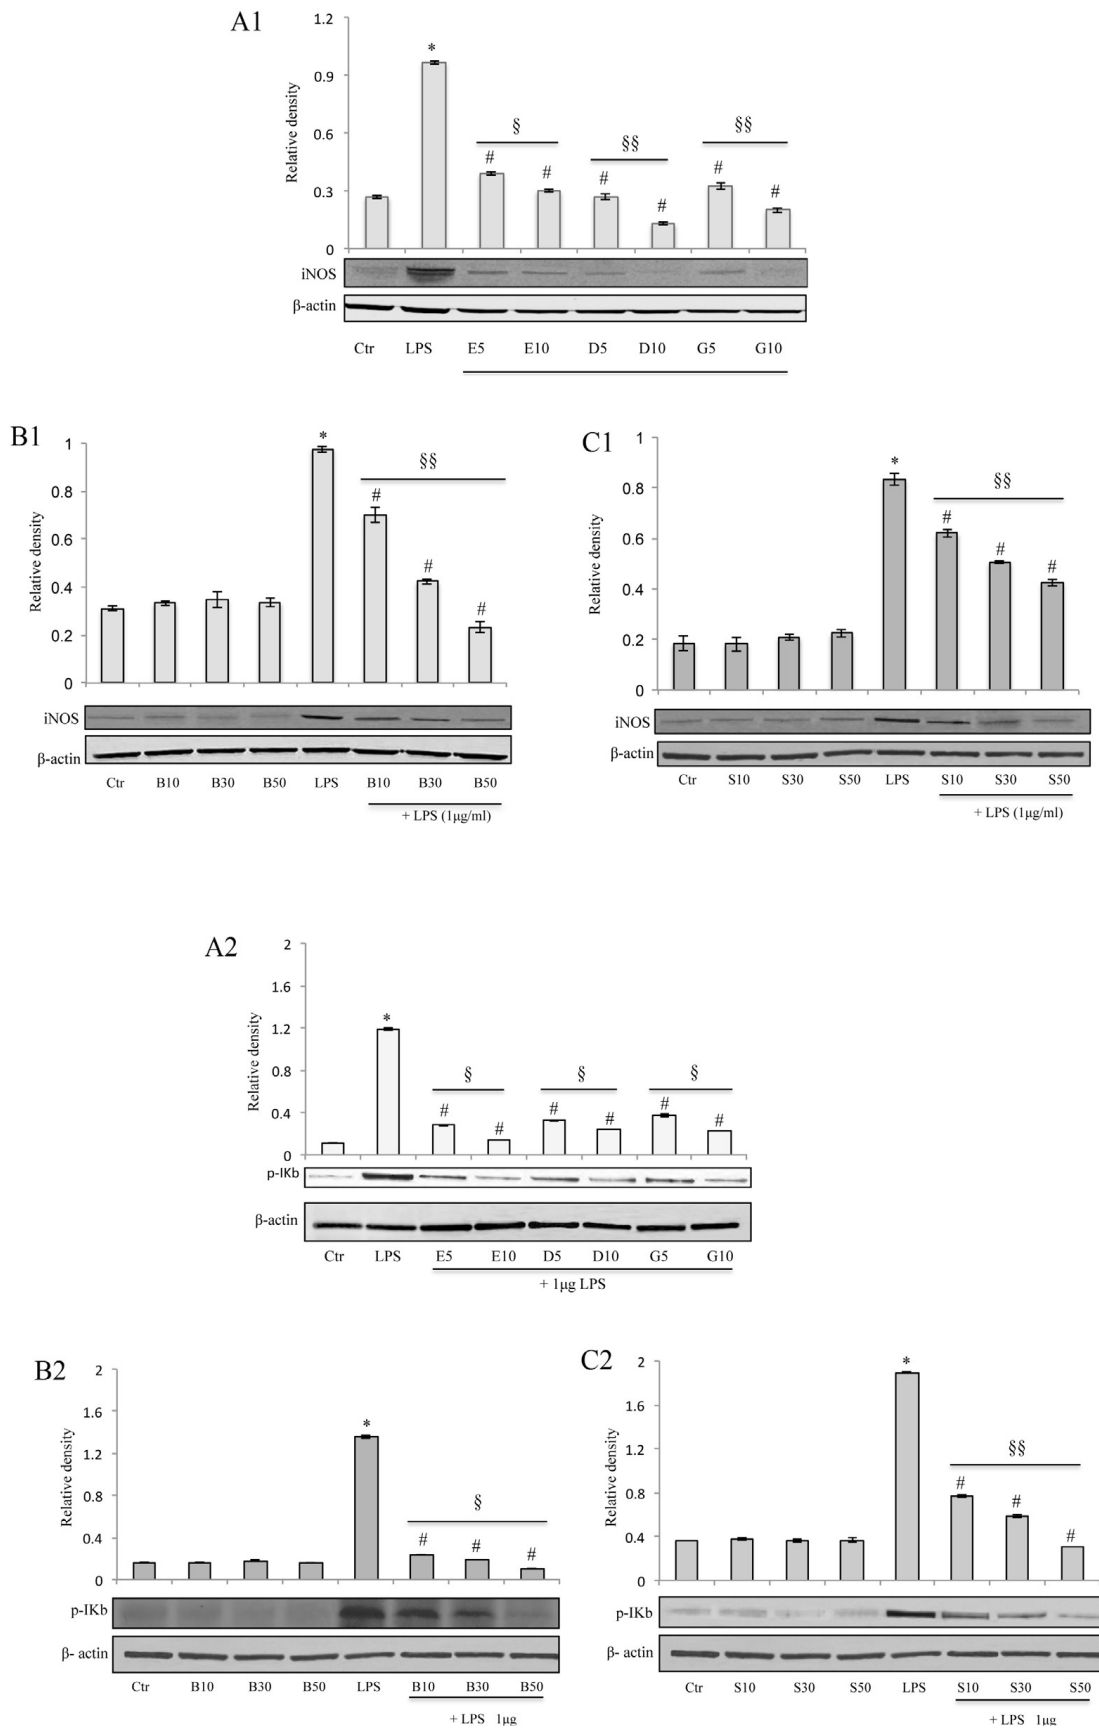 A1
1.2
*
0.9
Relative density
0.6
§ §§ §§
# # # # # #
0.3
0
iNOS
β-actin
Ctr LPS E5 E10 D5 D10 G5 G10
B1
1
*
§§
0.8
#
Relative density
0.6
0.4
#
#
0.2
0
iNOS
β-actin
Ctr B10 B30 B50 LPS B10 B30 B50
+ LPS (1μg/ml)
C1
1
*
§§
0.8
#
Relative density
0.6
#
#
0.4
0.2
0
iNOS
β-actin
Ctr S10 S30 S50 LPS S10 S30 S50
+ LPS (1μg/ml)
A2
2
1.6
*
1.2
Relative density
0.8
§ § §
# # # # # #
0.4
0
p-IKb
β-actin
Ctr LPS E5 E10 D5 D10 G5 G10
+ 1μg LPS
B2
2
1.6
*
1.2
Relative density
0.8
§
0.4
# # #
0
p-IKb
β- actin
Ctr B10 B30 B50 LPS B10 B30 B50
+ LPS 1μg
C2
2
*
1.6
1.2
§§
Relative density
0.8
#
#
0.4
#
0
p-IKb
β- actin
Ctr S10 S30 S50 LPS S10 S30 S50
+ LPS 1μg